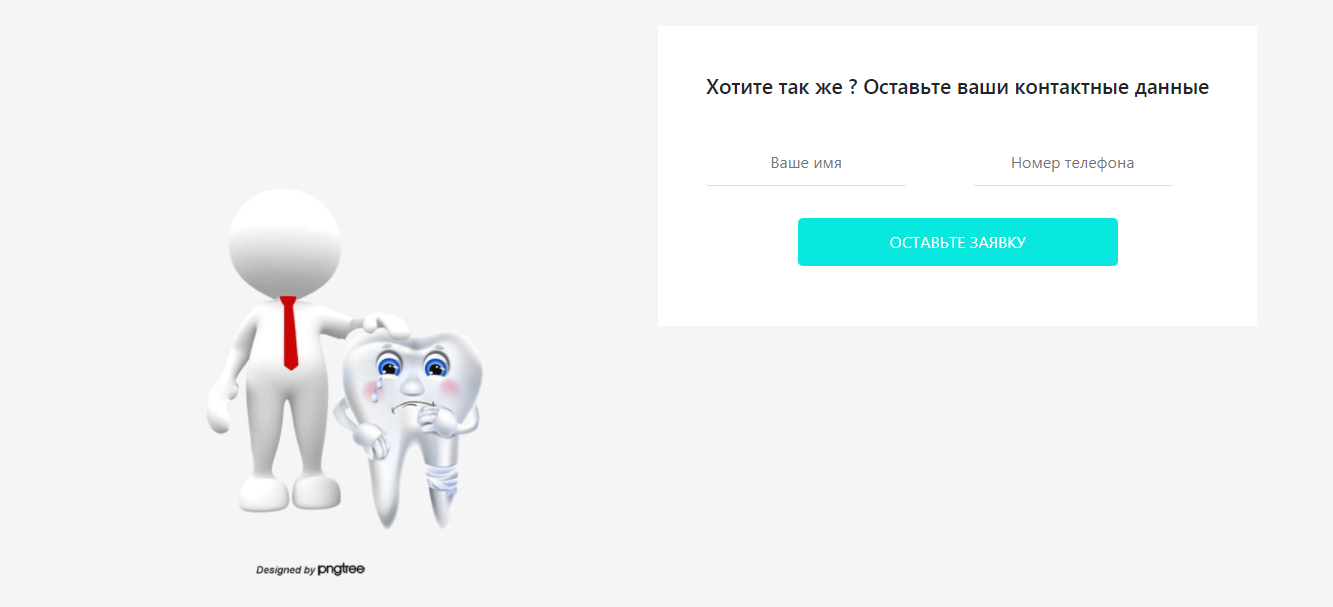 Хотите так же ? Оставьте ваши контактные данные
Ваше имя
Номер телефона
ОСТАВЬТЕ ЗАЯВКУ
Designed by pngtree